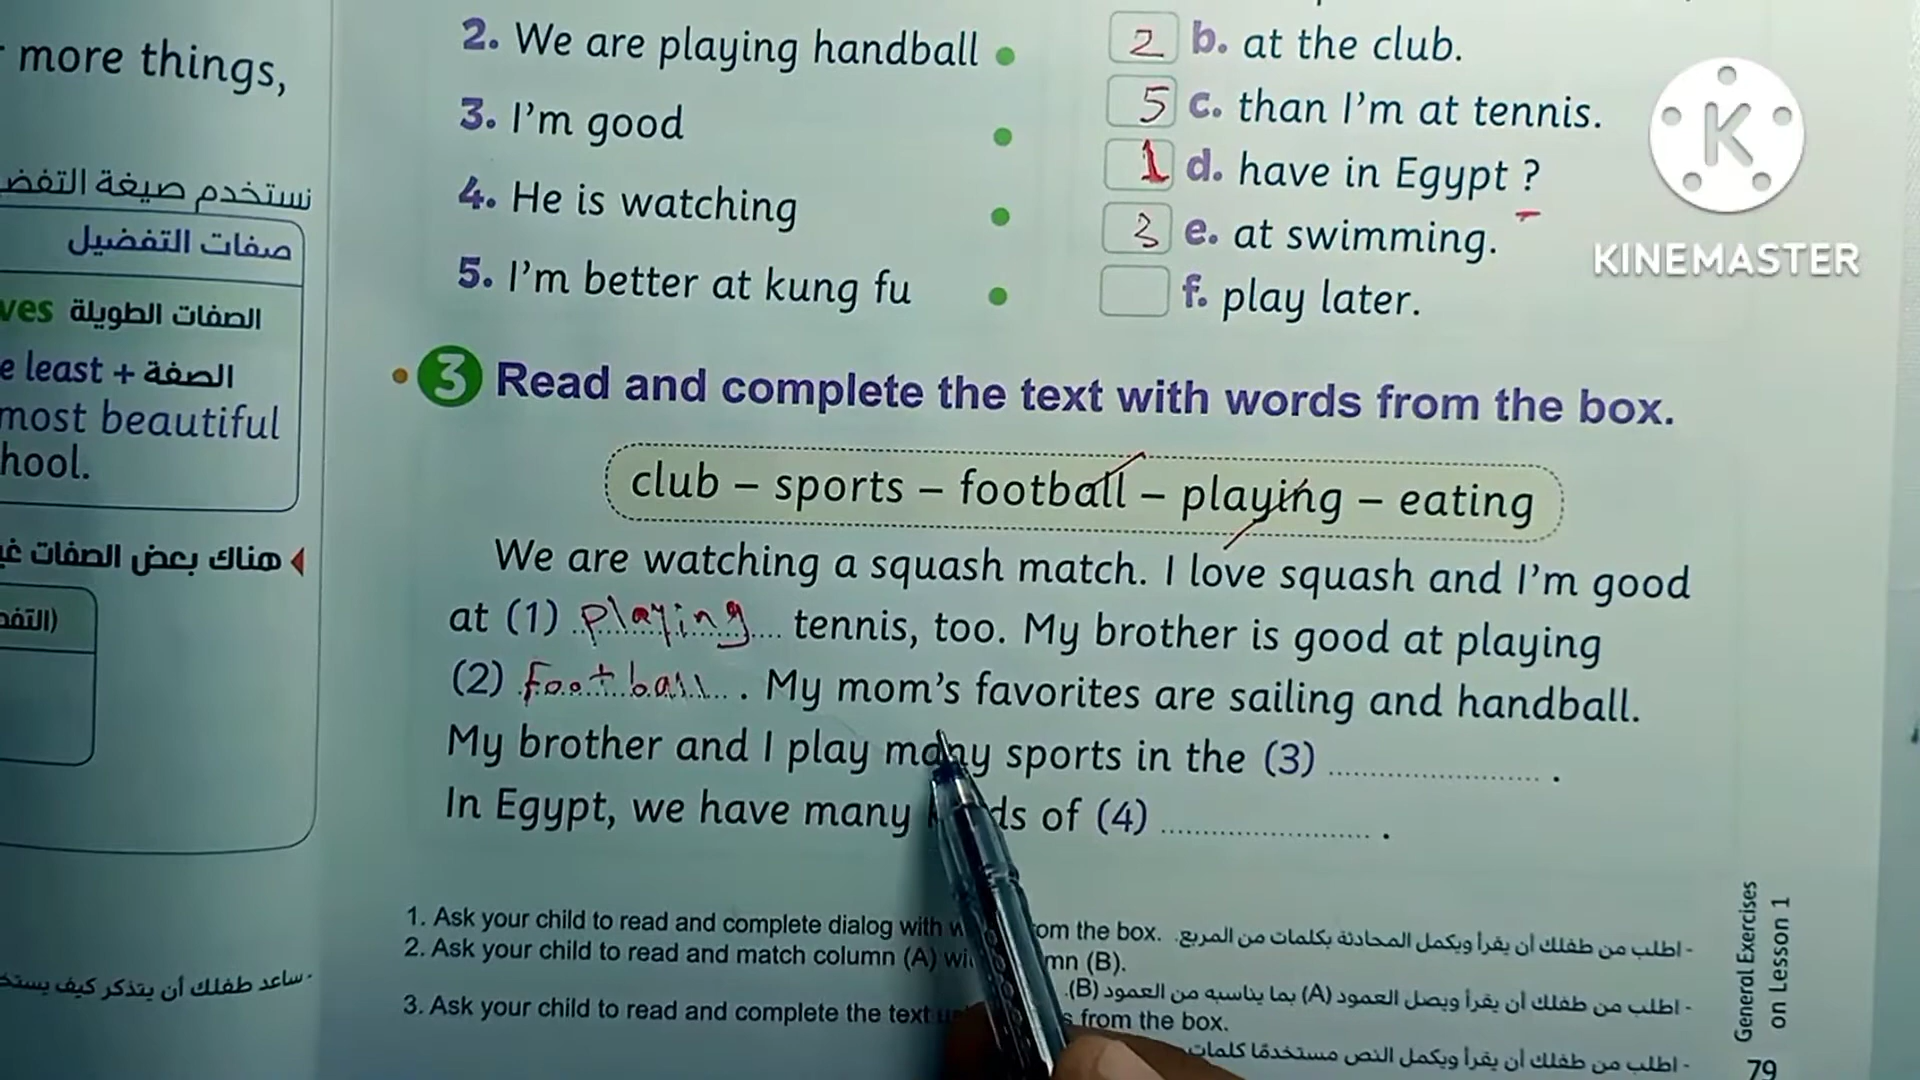 more things,
نستخدم صيغة التفض
صفات التفضيل
ves الصفات الطويلة
e least + الصفة
most beautiful
hool.
هناك بعض الصفات غي
(التفض
- ساعد طفلك أن يتذكر كيف يستخد
2. We are playing handball
3. I'm good
4. He is watching
5. I'm better at kung fu
2 b. at the club.
5 c. than I'm at tennis.
1 d. have in Egypt ?
3 e. at swimming.
f. play later.
KINEMASTER
3 Read and complete the text with words from the box.
club – sports – football – playing – eating
We are watching a squash match. I love squash and I'm good
at (1) playing tennis, too. My brother is good at playing
(2) football . My mom's favorites are sailing and handball.
My brother and I play many sports in the (3) .
In Egypt, we have many of (4) .
1. Ask your child to read and complete dialog with from the box.
- اطلب من طفلك أن يقرأ ويكمل المحادثة بكلمات من المربع.
2. Ask your child to read and match column (A) (B).
- اطلب من طفلك أن يقرأ ويصل العمود (A) بما يناسبه من العمود (B).
3. Ask your child to read and complete the text from the box.
- اطلب من طفلك أن يقرأ ويكمل النص مستخدمًا كلمات
General Exercises
on Lesson 1
79